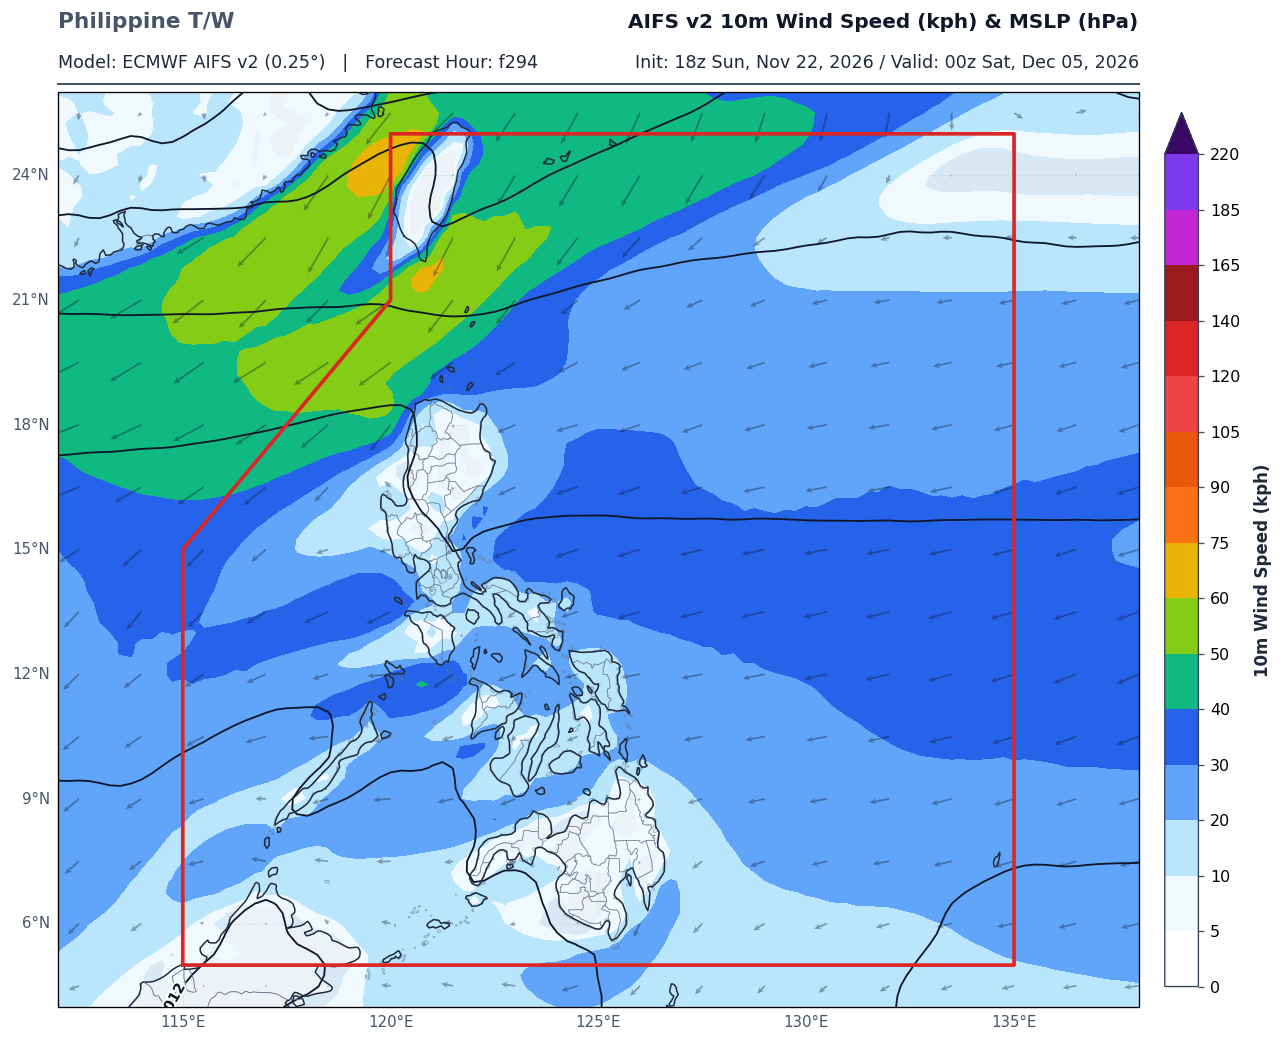 Philippine T/W
AIFS v2 10m Wind Speed (kph) & MSLP (hPa)
Model: ECMWF AIFS v2 (0.25°) | Forecast Hour: f294
Init: 18z Sun, Nov 22, 2026 / Valid: 00z Sat, Dec 05, 2026
24°N
21°N
18°N
15°N
12°N
9°N
6°N
115°E
120°E
125°E
130°E
135°E
220
185
165
140
120
105
90
75
60
50
40
30
20
10
5
0
10m Wind Speed (kph)